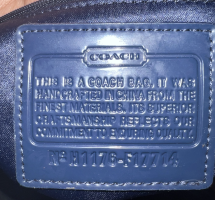 COACH
THIS IS A COACH BAG. IT WAS
HANDCRAFTED IN CHINA FROM THE
FINEST MATERIALS. ITS SUPERIOR
CRAFTSMANSHIP REFLECTS OUR
COMMITMENT TO ENDURING QUALITY.